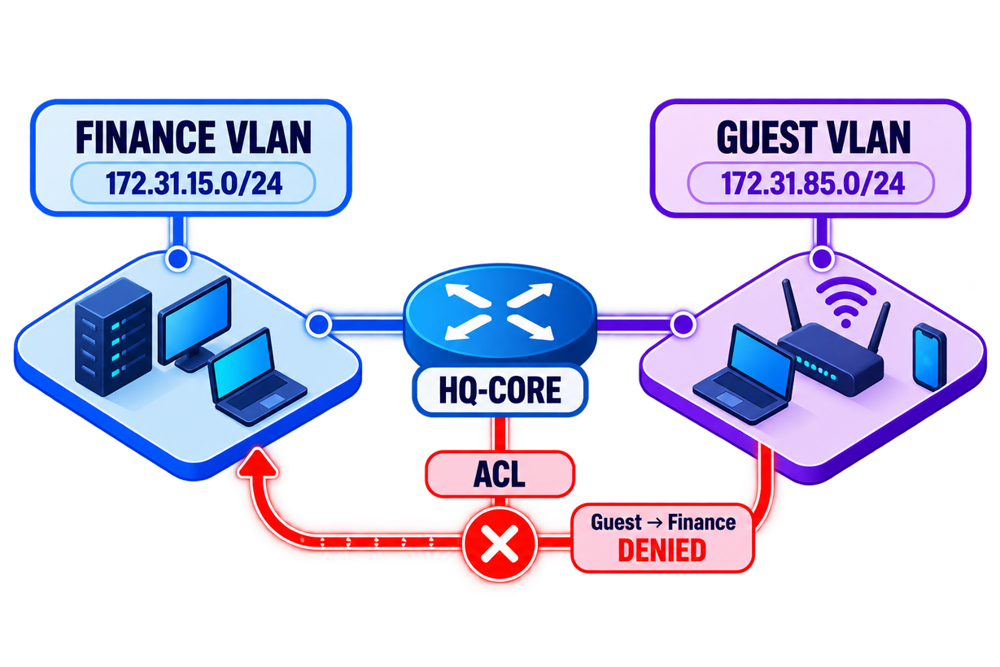 FINANCE VLAN
172.31.15.0/24
GUEST VLAN
172.31.85.0/24
HQ-CORE
ACL
Guest → Finance
DENIED